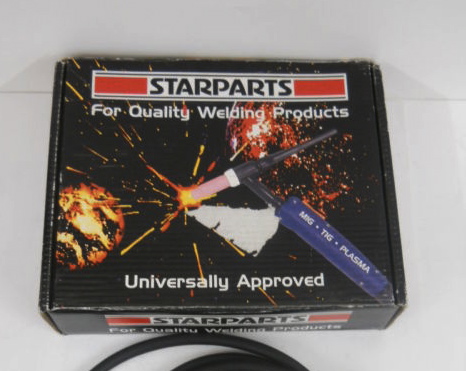 STARPARTS
For Quality Welding Products
MIG • TIG • PLASMA
Universally Approved
STARPARTS
For Quality Welding Products